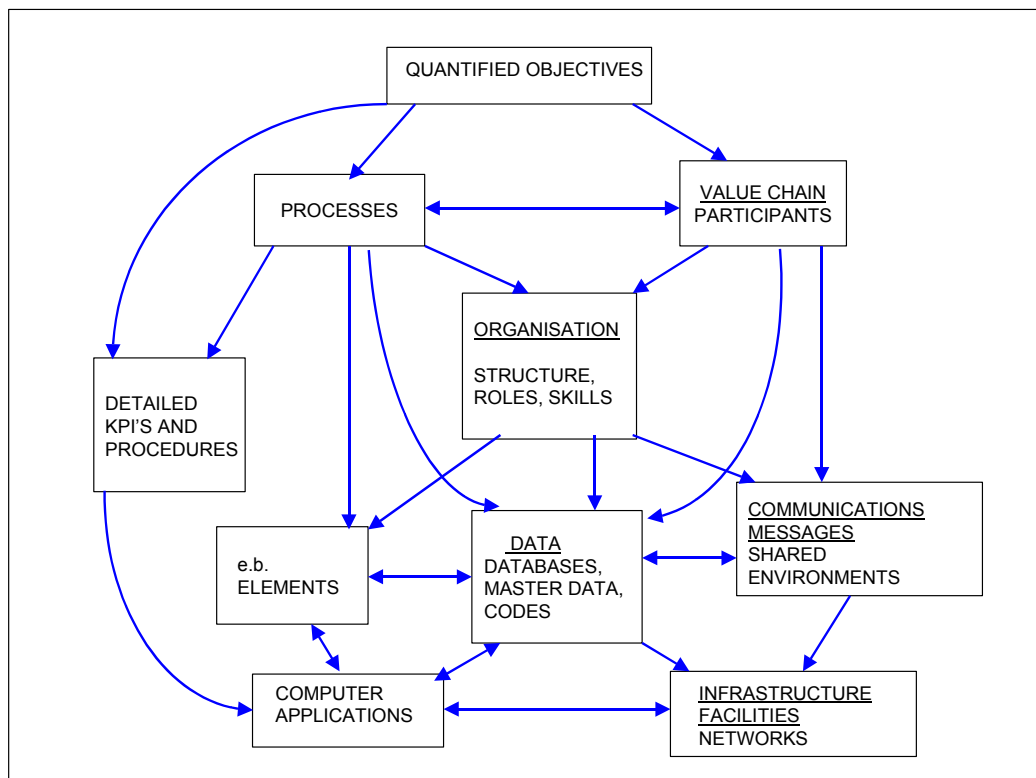 QUANTIFIED OBJECTIVES
PROCESSES
VALUE CHAIN
PARTICIPANTS
ORGANISATION
STRUCTURE,
ROLES, SKILLS
DETAILED
KPI'S AND
PROCEDURES
COMMUNICATIONS
MESSAGES
SHARED
ENVIRONMENTS
e.b.
ELEMENTS
DATA
DATABASES,
MASTER DATA,
CODES
COMPUTER
APPLICATIONS
INFRASTRUCTURE
FACILITIES
NETWORKS